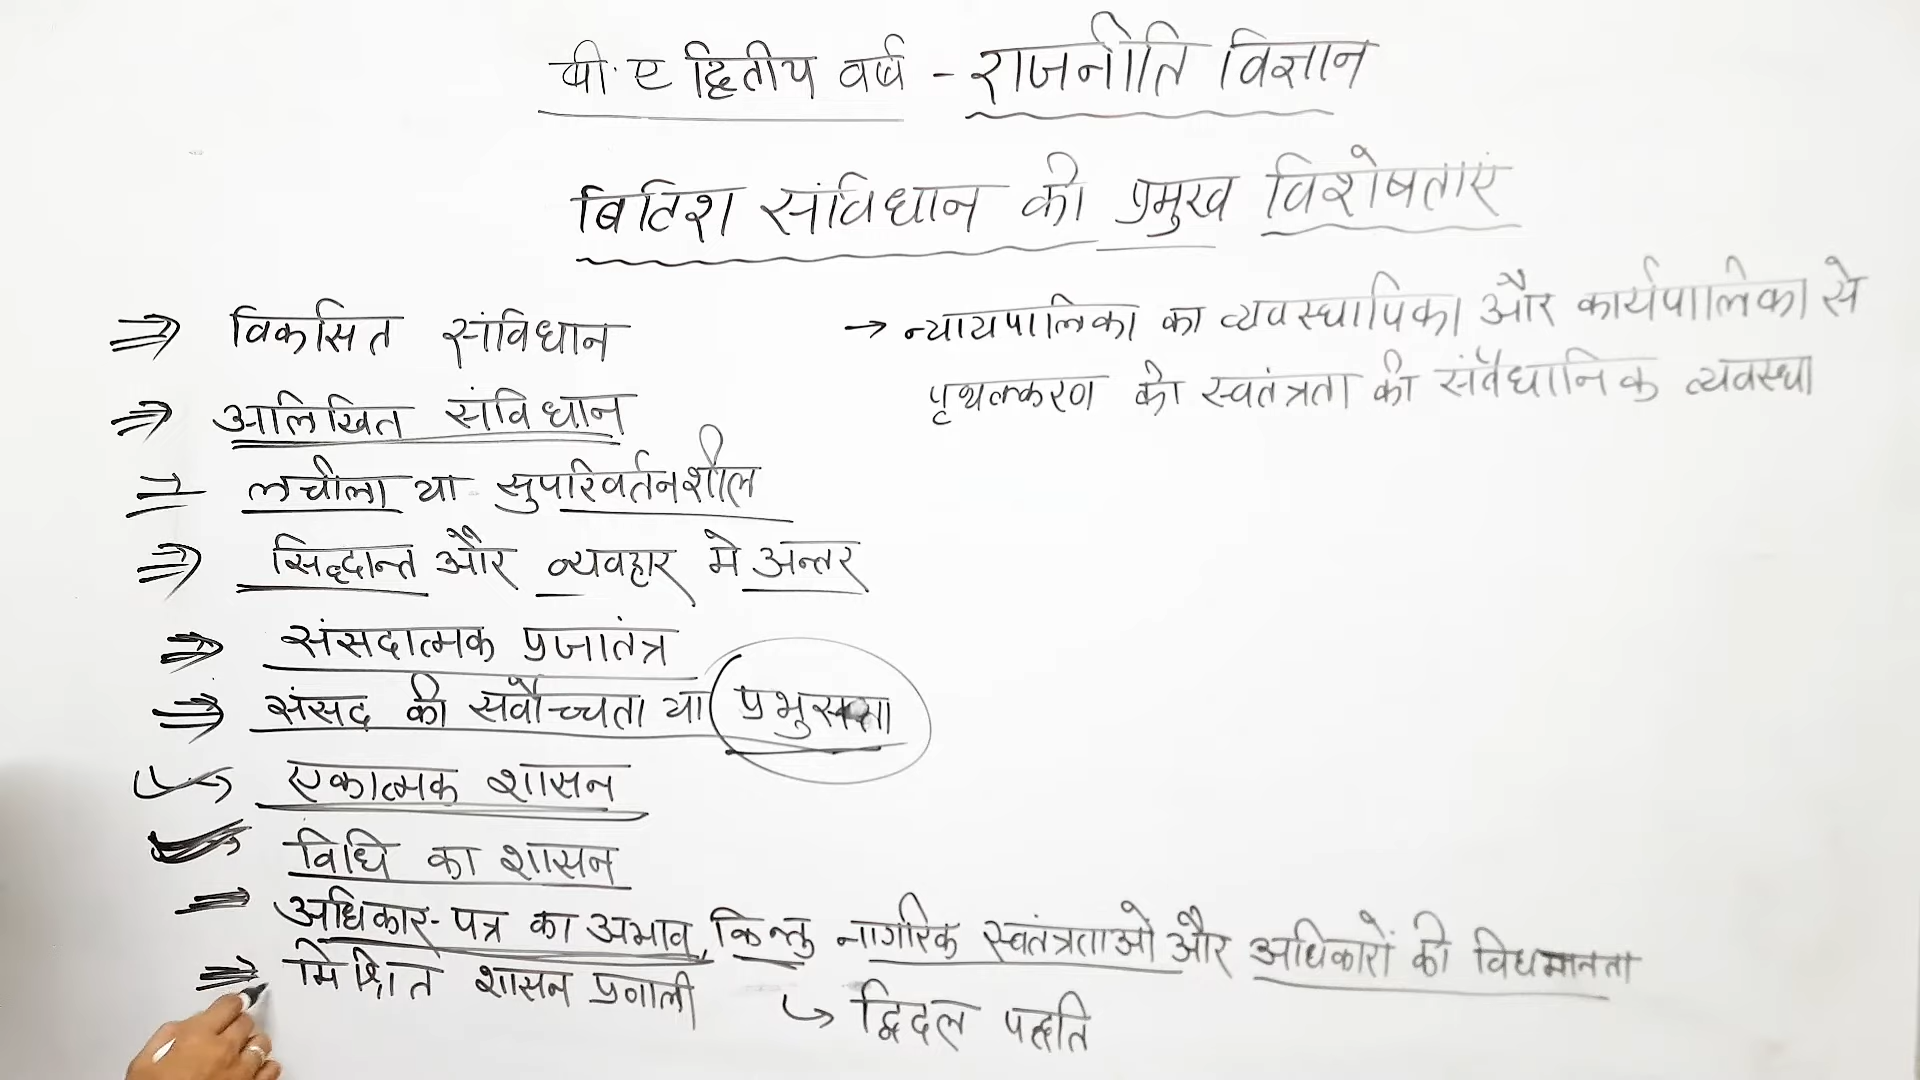 बी.ए द्वितीय वर्ष - राजनीति विज्ञान
ब्रिटिश संविधान की प्रमुख विशेषताएं
⇒ विकसित संविधान
⇒ अलिखित संविधान
⇒ लचीला या सुपरिवर्तनशील
⇒ सिद्दान्त और व्यवहार मे अन्तर
⇒ संसदात्मक प्रजातंत्र
⇒ संसद की सर्वोच्चता या (प्रभुसत्ता
→ एकात्मक शासन
→ विधि का शासन
⇒ अधिकार-पत्र का अभाव, किन्तु नागरिक स्वतंत्रताओं और अधिकारों की विधमानता
⇒ मिश्रित शासन प्रणाली
↳ द्विदल पद्दति
→ न्यायपालिका का व्यवस्थापिका और कार्यपालिका से
पृथक्करण की स्वतंत्रता की संवैधानिक व्यवस्था